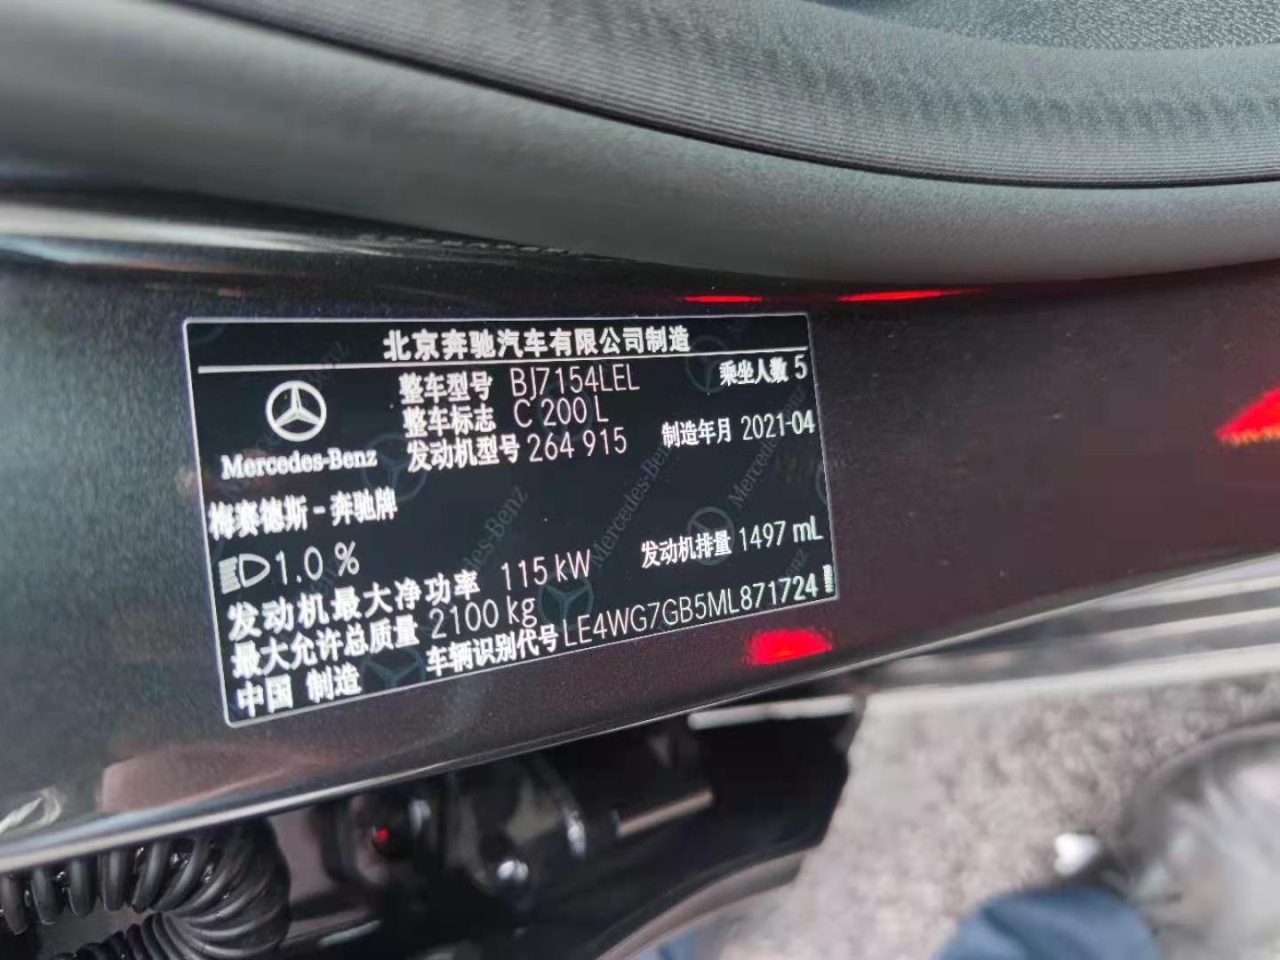 北京奔驰汽车有限公司制造
整车型号 BJ7154LEL 乘坐人数 5
整车标志 C 200 L
发动机型号 264 915 制造年月 2021-04
Mercedes-Benz
梅赛德斯-奔驰牌
1.0 %
发动机最大净功率 115 kW 发动机排量 1497 mL
最大允许总质量 2100 kg
中国 制造 车辆识别代号 LE4WG7GB5ML871724